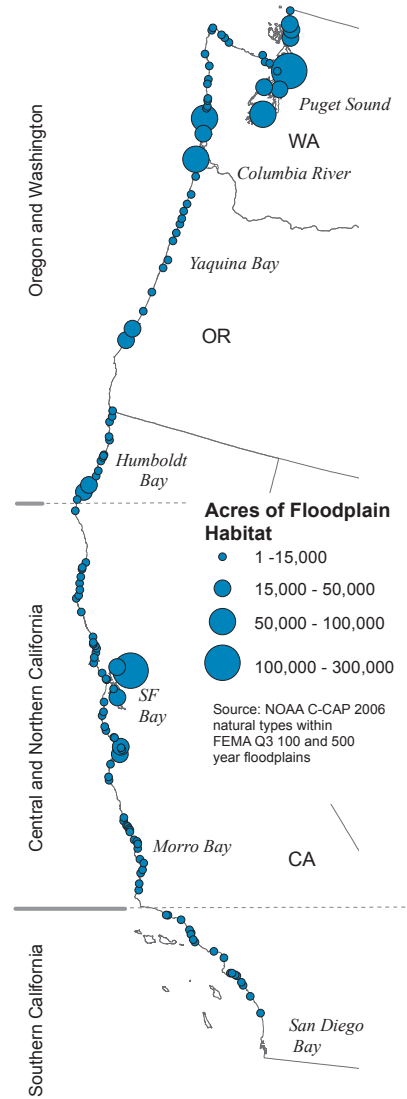 Puget Sound
WA
Columbia River
Oregon and Washington
Yaquina Bay
OR
Humboldt
Bay
Acres of Floodplain
Habitat
1 -15,000
15,000 - 50,000
50,000 - 100,000
100,000 - 300,000
Source: NOAA C-CAP 2006
natural types within
FEMA Q3 100 and 500
year floodplains
SF
Bay
Central and Northern California
Morro Bay
CA
Southern California
San Diego
Bay